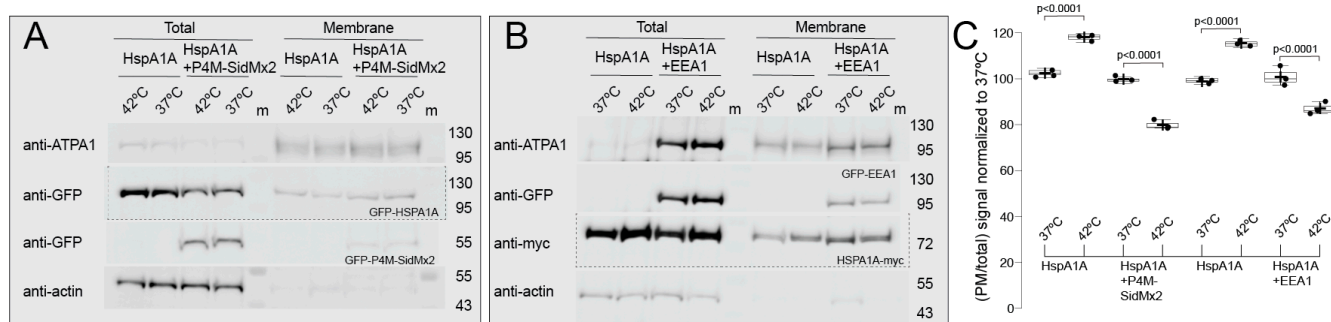 A
Total
Membrane
HspA1A
HspA1A
+P4M-SidMx2
HspA1A
HspA1A
+P4M-SidMx2
42ºC 37ºC 42ºC 37ºC m 42ºC 37ºC 42ºC 37ºC m
anti-ATPA1
130
95
anti-GFP
130
95
GFP-HSPA1A
anti-GFP
55
GFP-P4M-SidMx2
anti-actin
55
43
B
Total
Membrane
HspA1A
HspA1A
+EEA1
HspA1A
HspA1A
+EEA1
37ºC 42ºC 37ºC 42ºC m 37ºC 42ºC 37ºC 42ºC m
anti-ATPA1
130
95
GFP-EEA1
anti-GFP
130
95
anti-myc
72
HSPA1A-myc
anti-actin
55
43
C
(PM/total) signal normalized to 37ºC
120
100
80
60
40
20
0
p<0.0001
p<0.0001
p<0.0001
p<0.0001
37ºC 42ºC 37ºC 42ºC 37ºC 42ºC 37ºC 42ºC
HspA1A
HspA1A
+P4M-
SidMx2
HspA1A
HspA1A
+EEA1